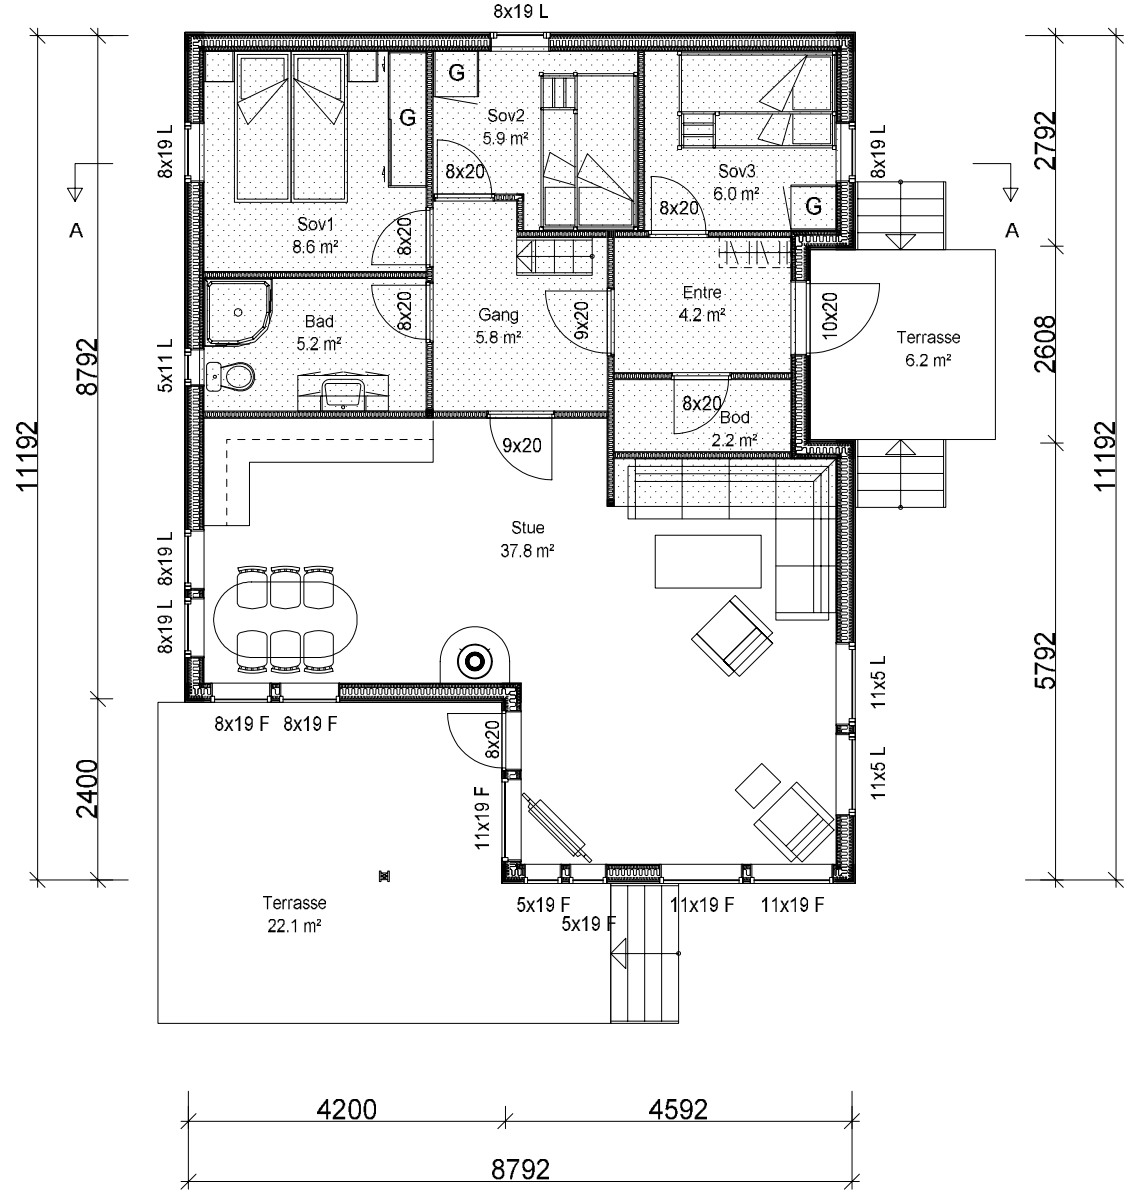 8x19 L
G
G
Sov2
5.9 m²
8x19 L
8x20
Sov3
6.0 m²
8x19 L
2792
A
Sov1
8.6 m²
8x20
8x20
G
A
8792
11192
Bad
5.2 m²
8x20
5x11 L
Gang
5.8 m²
9x20
Entre
4.2 m²
10x20
Terrasse
6.2 m²
2608
8x20
Bod
2.2 m²
9x20
11192
Stue
37.8 m²
8x19 L
8x19 L
5792
11x5 L
11x5 L
8x19 F
8x19 F
8x20
2400
11x19 F
Terrasse
22.1 m²
5x19 F
5x19 F
11x19 F
11x19 F
4200
4592
8792